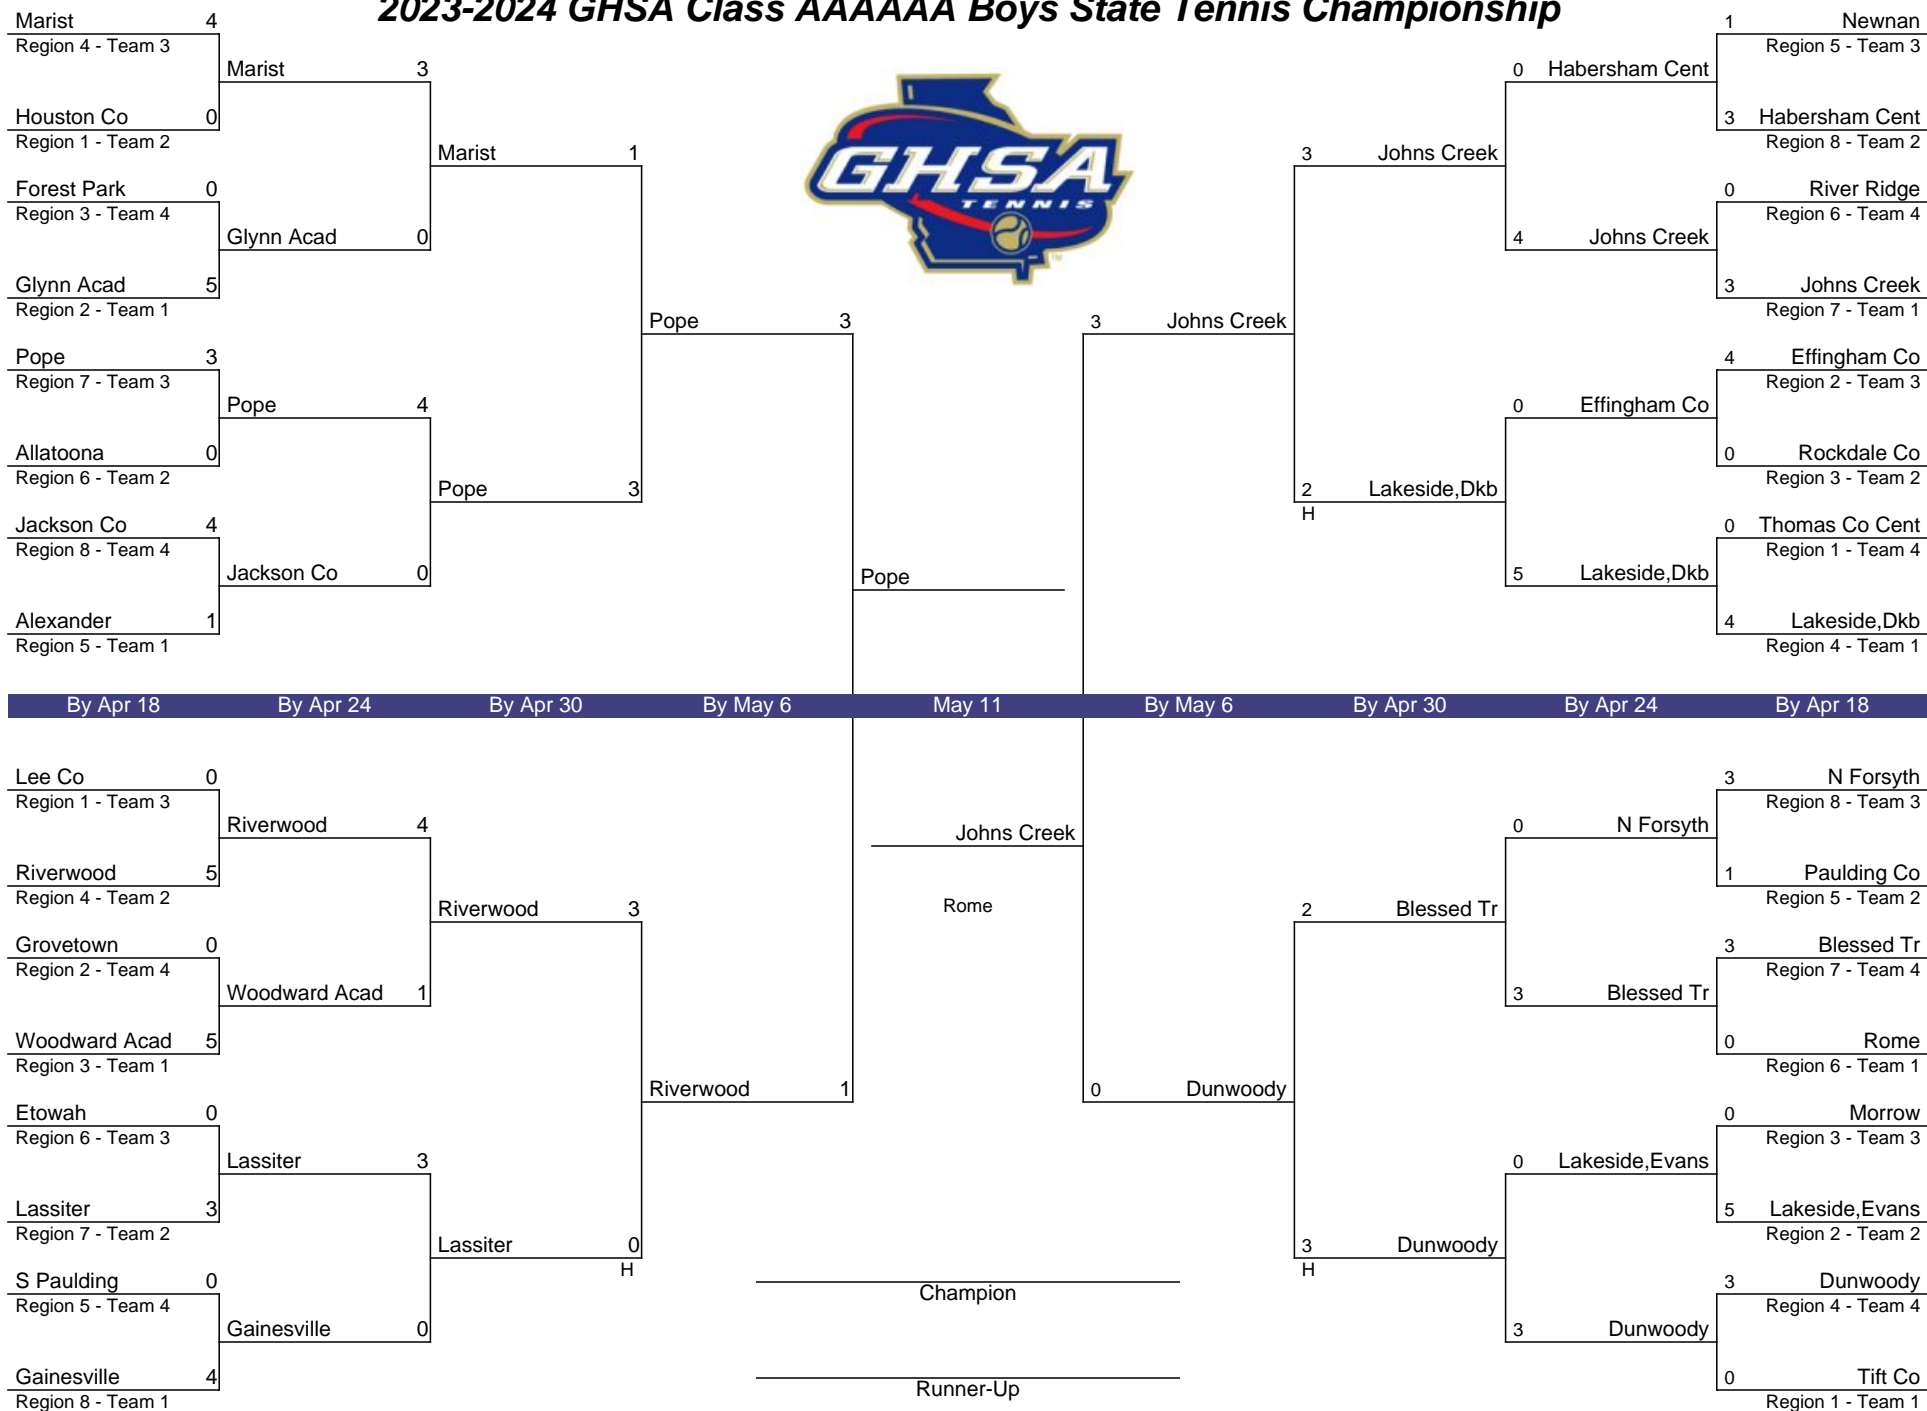 2023-2024 GHSA Class AAAAAA Boys State Tennis Championship
Marist 4
Region 4 - Team 3
Houston Co 0
Region 1 - Team 2
Forest Park 0
Region 3 - Team 4
Glynn Acad 5
Region 2 - Team 1
Pope 3
Region 7 - Team 3
Allatoona 0
Region 6 - Team 2
Jackson Co 4
Region 8 - Team 4
Alexander 1
Region 5 - Team 1
Marist 3
Glynn Acad 0
Pope 4
Jackson Co 0
Marist 1
Pope 3
Pope 3
Pope
GHSA
TENNIS
TM
3 Johns Creek
3 Johns Creek
2 Lakeside,Dkb
H
0 Habersham Cent
4 Johns Creek
0 Effingham Co
5 Lakeside,Dkb
1 Newnan
Region 5 - Team 3
3 Habersham Cent
Region 8 - Team 2
0 River Ridge
Region 6 - Team 4
3 Johns Creek
Region 7 - Team 1
4 Effingham Co
Region 2 - Team 3
0 Rockdale Co
Region 3 - Team 2
0 Thomas Co Cent
Region 1 - Team 4
4 Lakeside,Dkb
Region 4 - Team 1
By Apr 18 By Apr 24 By Apr 30 By May 6 May 11 By May 6 By Apr 30 By Apr 24 By Apr 18
Lee Co 0
Region 1 - Team 3
Riverwood 5
Region 4 - Team 2
Grovetown 0
Region 2 - Team 4
Woodward Acad 5
Region 3 - Team 1
Etowah 0
Region 6 - Team 3
Lassiter 3
Region 7 - Team 2
S Paulding 0
Region 5 - Team 4
Gainesville 4
Region 8 - Team 1
Riverwood 4
Woodward Acad 1
Lassiter 3
Gainesville 0
Riverwood 3
Lassiter 0
H
Riverwood 1
Johns Creek
Rome
Champion
Runner-Up
0 Dunwoody
2 Blessed Tr
3 Dunwoody
H
0 N Forsyth
3 Blessed Tr
0 Lakeside,Evans
3 Dunwoody
3 N Forsyth
Region 8 - Team 3
1 Paulding Co
Region 5 - Team 2
3 Blessed Tr
Region 7 - Team 4
0 Rome
Region 6 - Team 1
0 Morrow
Region 3 - Team 3
5 Lakeside,Evans
Region 2 - Team 2
3 Dunwoody
Region 4 - Team 4
0 Tift Co
Region 1 - Team 1